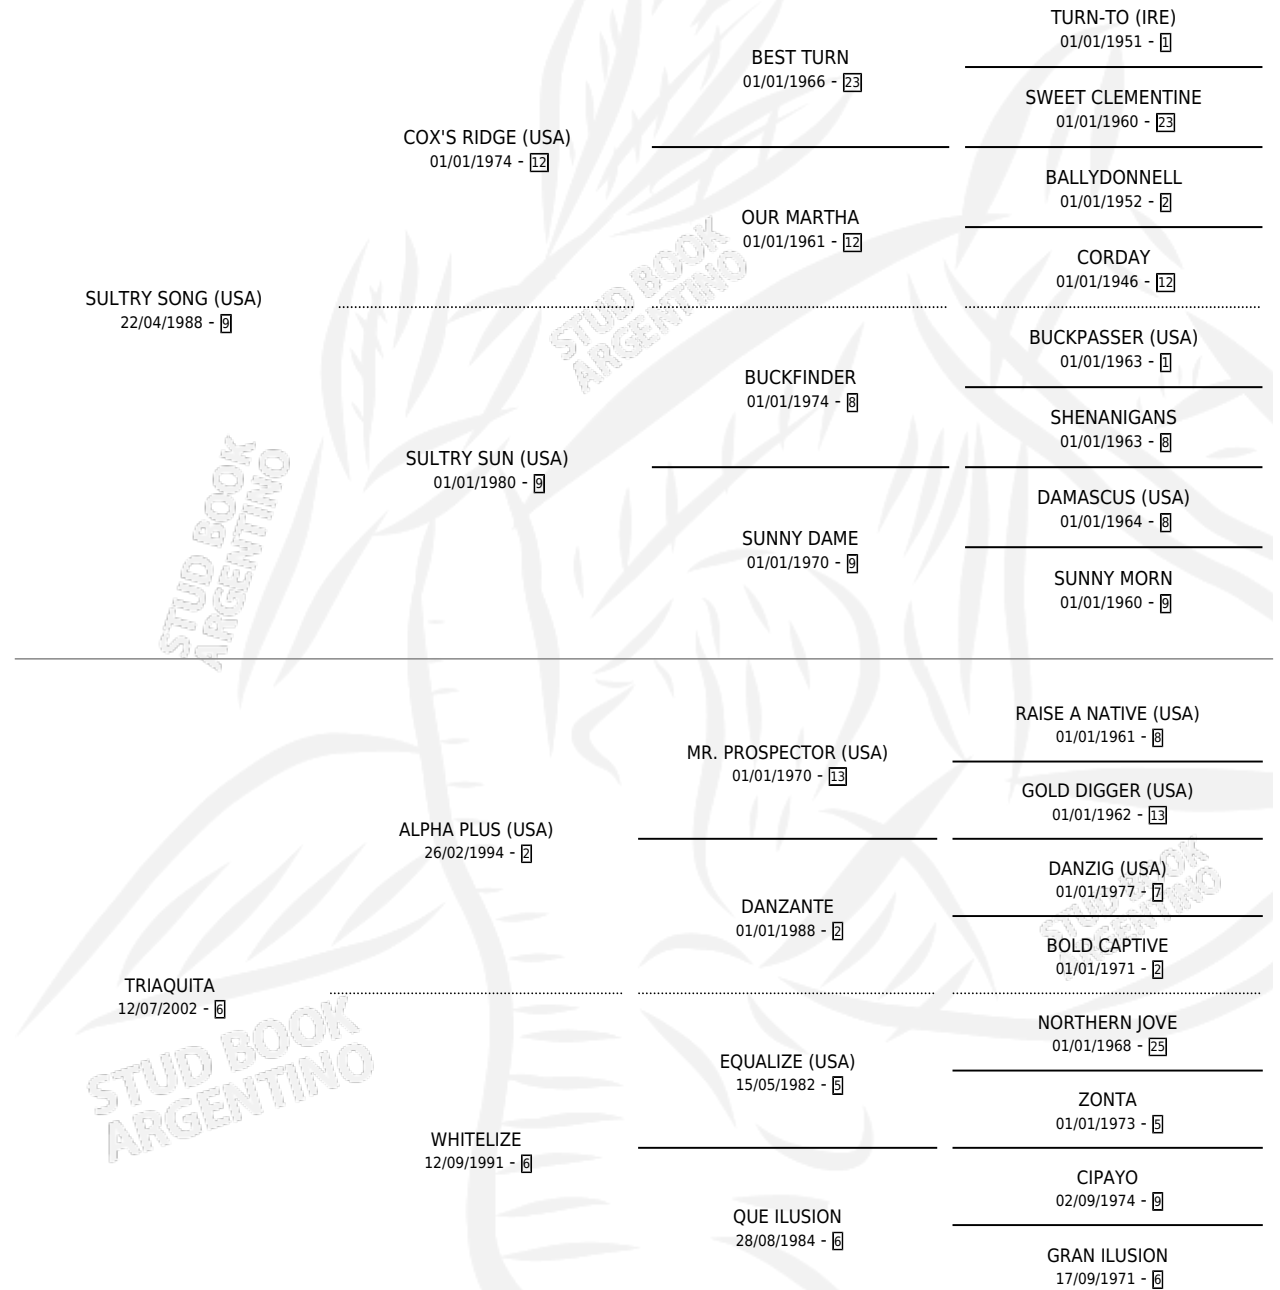 TURN-TO (IRE)
01/01/1951 - 1
BEST TURN
01/01/1966 - 23
SWEET CLEMENTINE
01/01/1960 - 23
COX'S RIDGE (USA)
01/01/1974 - 12
BALLYDONNELL
01/01/1952 - 2
OUR MARTHA
01/01/1961 - 12
CORDAY
01/01/1946 - 12
SULTRY SONG (USA)
22/04/1988 - 9
BUCKPASSER (USA)
01/01/1963 - 1
BUCKFINDER
01/01/1974 - 8
SHENANIGANS
01/01/1963 - 8
SULTRY SUN (USA)
01/01/1980 - 9
DAMASCUS (USA)
01/01/1964 - 8
SUNNY DAME
01/01/1970 - 9
SUNNY MORN
01/01/1960 - 9
STUD BOOK
ARGENTINO
STUD BOOK
ARGENTINO
RAISE A NATIVE (USA)
01/01/1961 - 8
MR. PROSPECTOR (USA)
01/01/1970 - 13
GOLD DIGGER (USA)
01/01/1962 - 13
ALPHA PLUS (USA)
26/02/1994 - 2
DANZIG (USA)
01/01/1977 - 7
DANZANTE
01/01/1988 - 2
BOLD CAPTIVE
01/01/1971 - 2
TRIAQUITA
12/07/2002 - 6
NORTHERN JOVE
01/01/1968 - 25
EQUALIZE (USA)
15/05/1982 - 5
ZONTA
01/01/1973 - 5
WHITELIZE
12/09/1991 - 6
CIPAYO
02/09/1974 - 9
QUE ILUSION
28/08/1984 - 6
GRAN ILUSION
17/09/1971 - 6
STUD BOOK
ARGENTINO
STUD BOOK
ARGENTINO